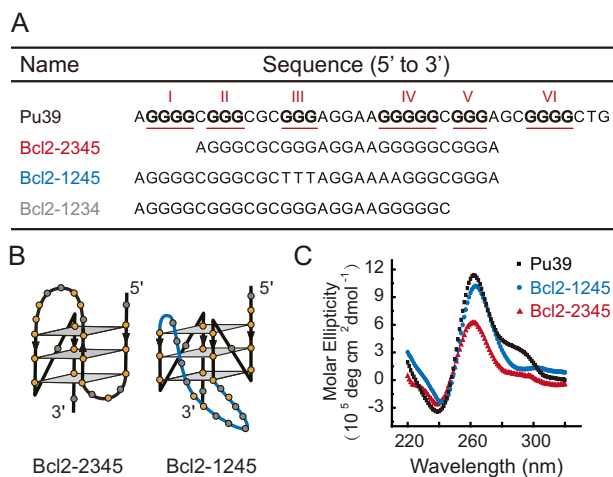 A
Name Sequence (5' to 3')
I II III IV V VI
Pu39 AGGGGCGGGCGCGGGAGGAAGGGGGCGGGAGCGGGGCTG
Bcl2-2345 AGGGCGCGGGAGGAAGGGGGCGGGA
Bcl2-1245 AGGGGCGGGCGCTTTAGGAAAAGGGCGGGA
Bcl2-1234 AGGGGCGGGCGCGGGAGGAAGGGGGC
B
5'
3'
Bcl2-2345
5'
3'
Bcl2-1245
C
Molar Ellipticity
(10⁵ deg cm² dmol⁻¹)
12
9
6
3
0
-3
Pu39
Bcl2-1245
Bcl2-2345
220 260 300
Wavelength (nm)